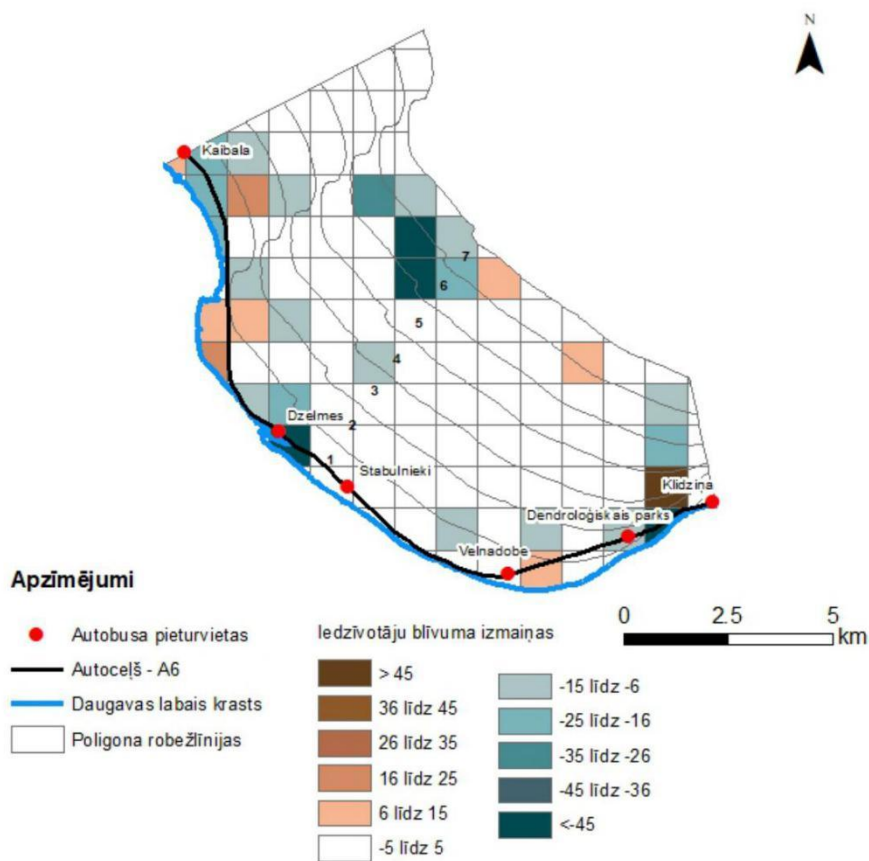 N
Kaibala
7
6
5
4
3
Dzelmes
2
1
Stabulnieki
Klidziņa
Dendroloģiskais parks
Velnadobe
Apzīmējumi
Autobusa pieturvietas
Autoceļš - A6
Daugavas labais krasts
Poligona robežlīnijas
Iedzīvotāju blīvuma izmaiņas
> 45
36 līdz 45
26 līdz 35
16 līdz 25
6 līdz 15
-5 līdz 5
-15 līdz -6
-25 līdz -16
-35 līdz -26
-45 līdz -36
<-45
0 2.5 5
km